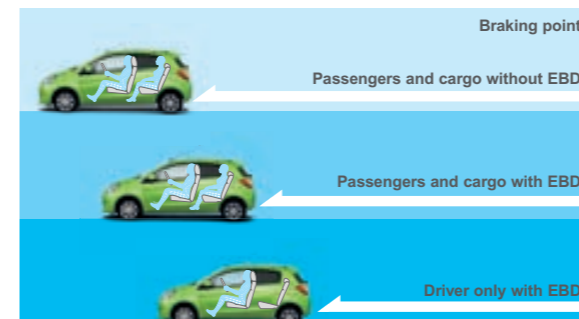 Braking point
Passengers and cargo without EBD
Passengers and cargo with EBD
Driver only with EBD